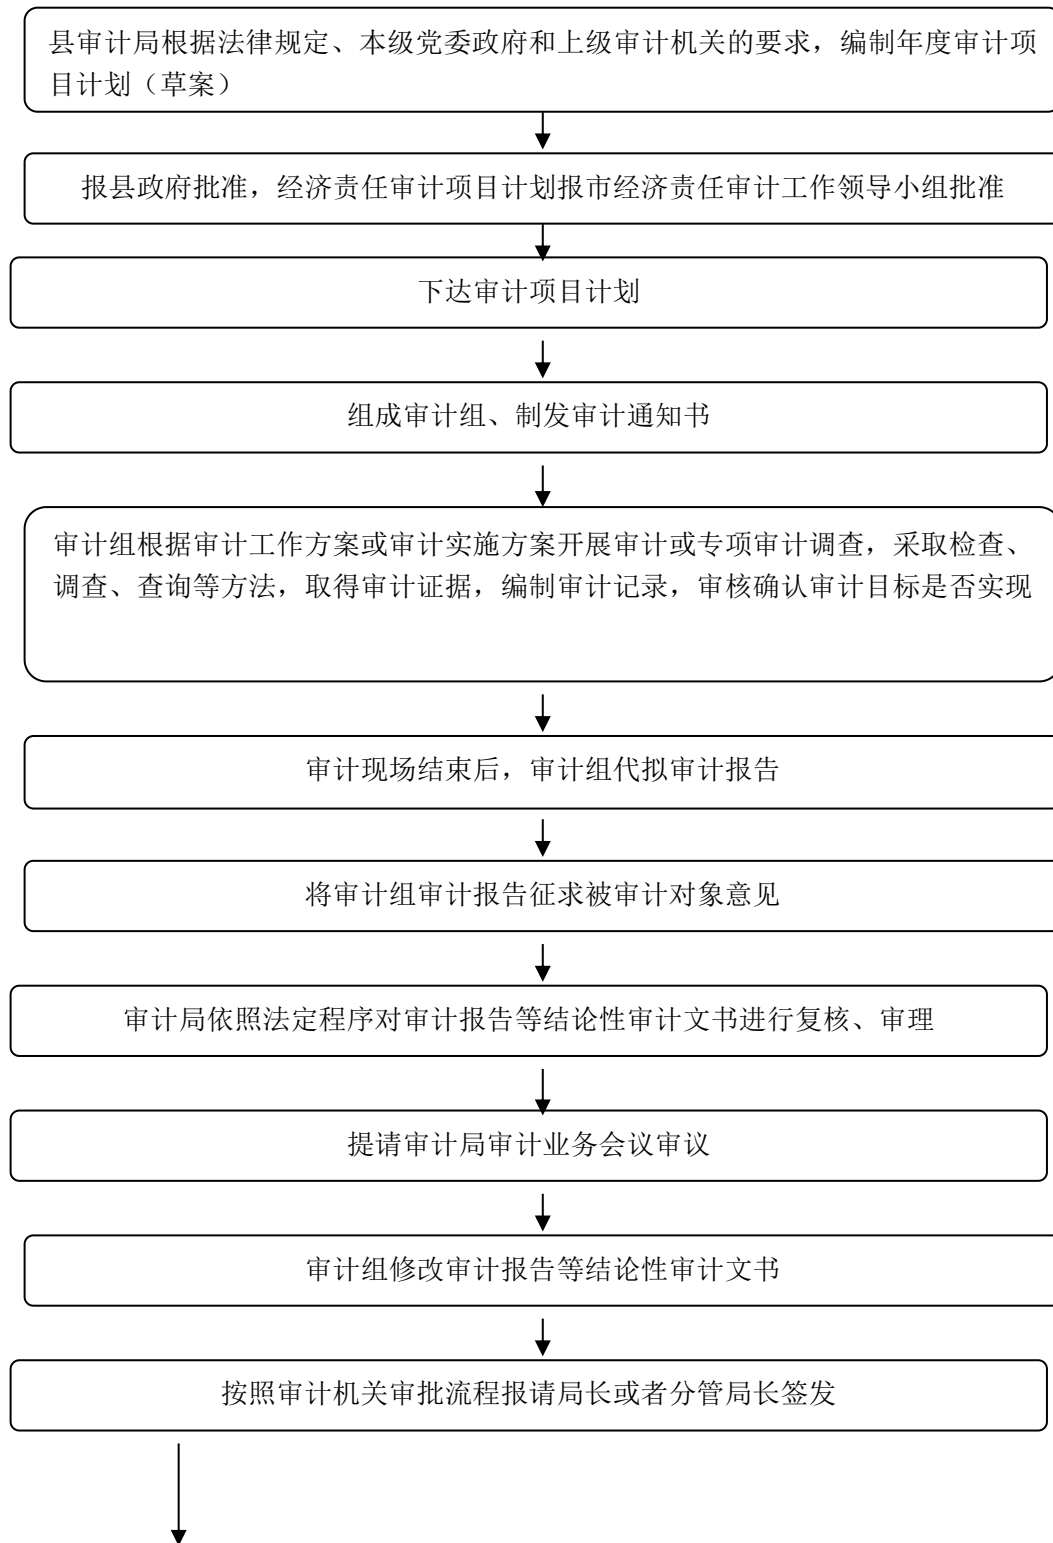 县审计局根据法律规定、本级党委政府和上级审计机关的要求，编制年度审计项
目计划（草案）
报县政府批准，经济责任审计项目计划报市经济责任审计工作领导小组批准
下达审计项目计划
组成审计组、制发审计通知书
审计组根据审计工作方案或审计实施方案开展审计或专项审计调查，采取检查、
调查、查询等方法，取得审计证据，编制审计记录，审核确认审计目标是否实现
审计现场结束后，审计组代拟审计报告
将审计组审计报告征求被审计对象意见
审计局依照法定程序对审计报告等结论性审计文书进行复核、审理
提请审计局审计业务会议审议
审计组修改审计报告等结论性审计文书
按照审计机关审批流程报请局长或者分管局长签发